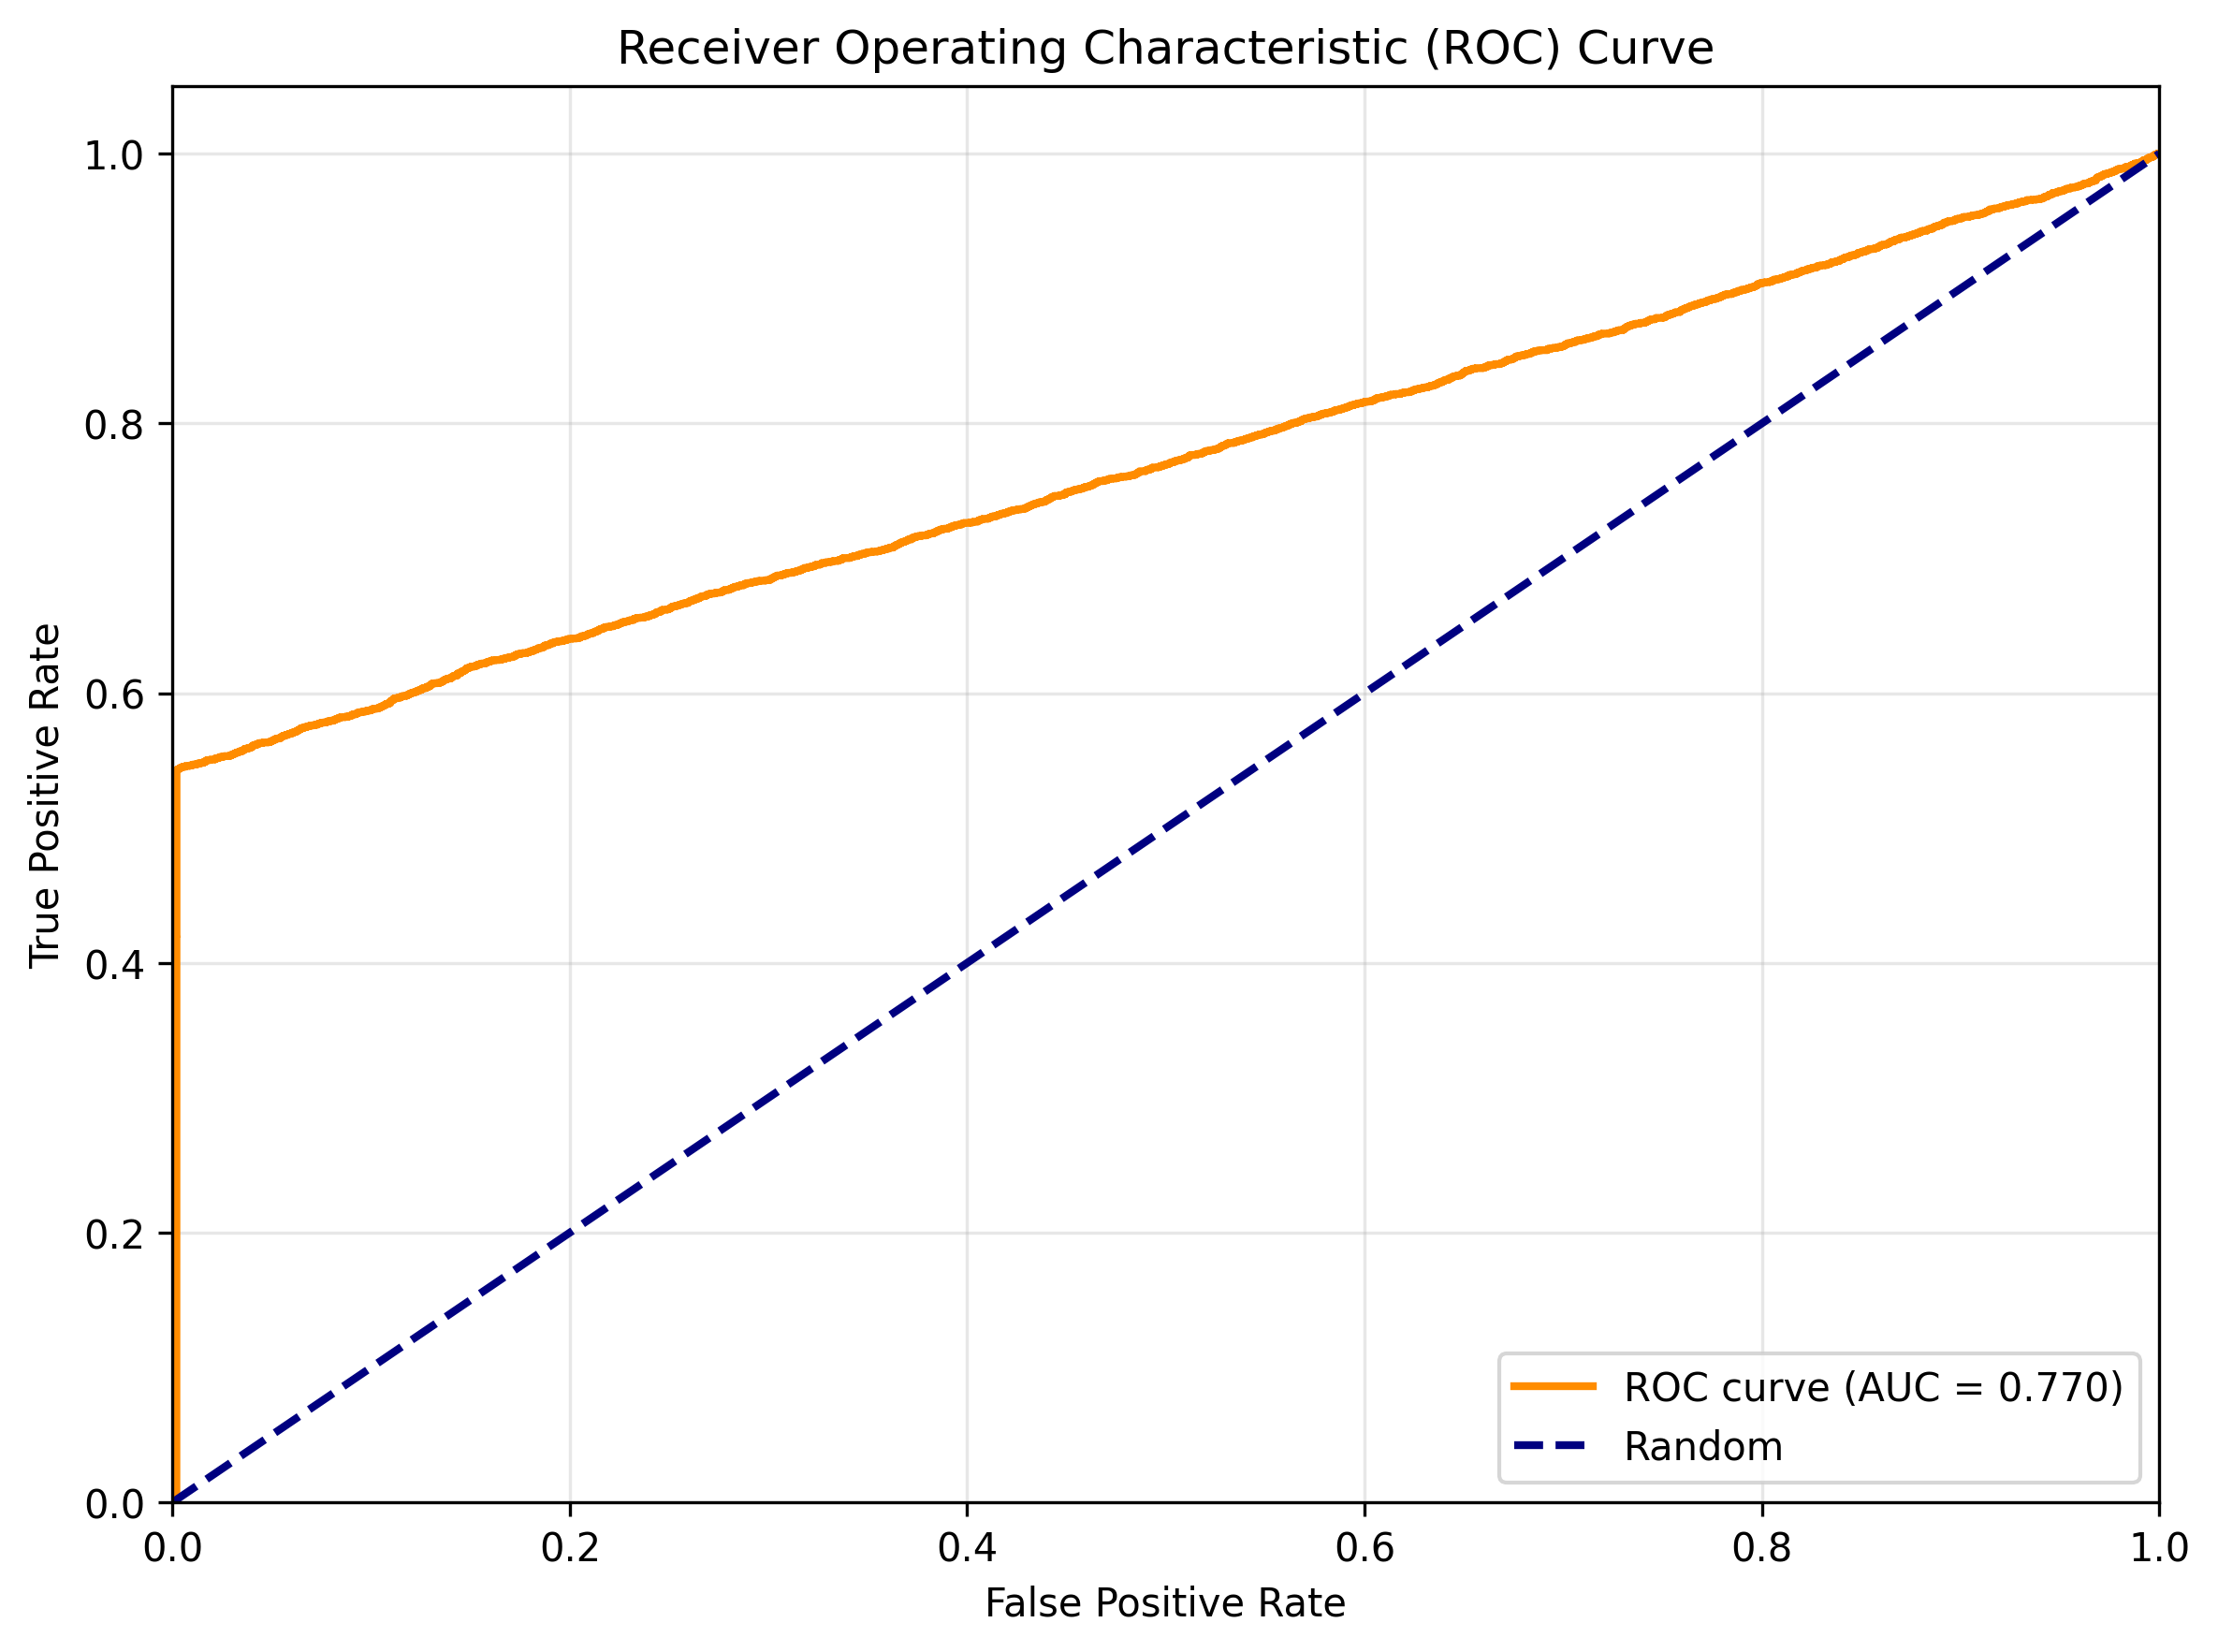 Receiver Operating Characteristic (ROC) Curve
True Positive Rate
1.0
0.8
0.6
0.4
0.2
0.0
0.0 0.2 0.4 0.6 0.8 1.0
False Positive Rate
ROC curve (AUC = 0.770)
Random